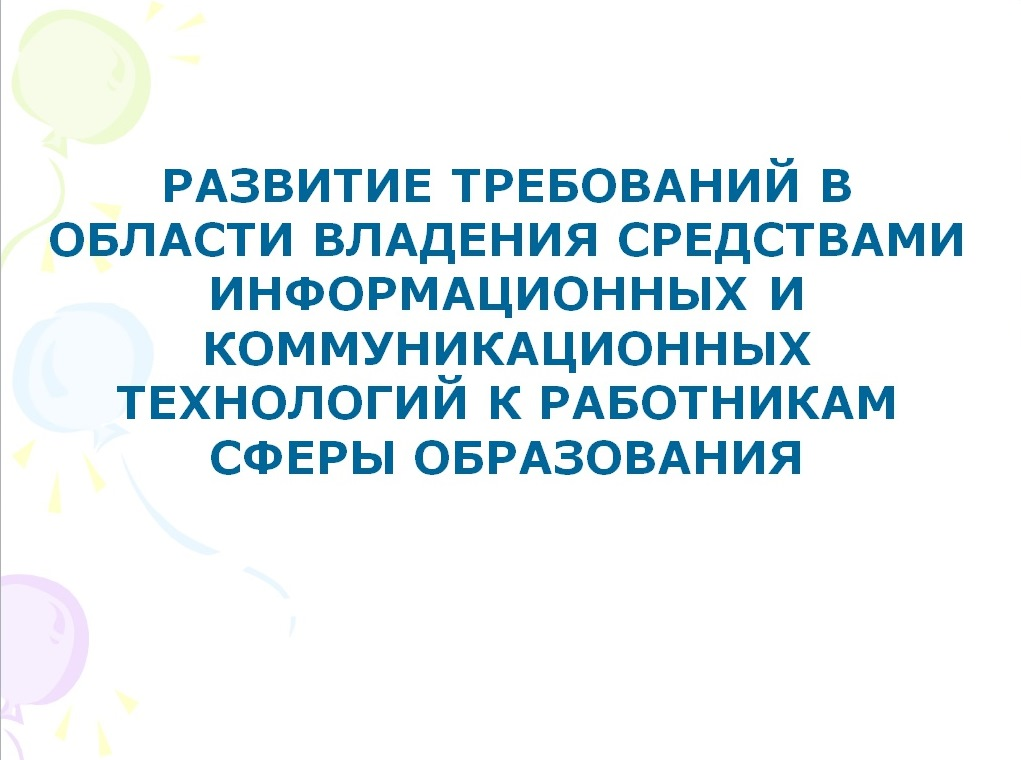 РАЗВИТИЕ ТРЕБОВАНИЙ В
ОБЛАСТИ ВЛАДЕНИЯ СРЕДСТВАМИ
ИНФОРМАЦИОННЫХ И
КОММУНИКАЦИОННЫХ
ТЕХНОЛОГИЙ К РАБОТНИКАМ
СФЕРЫ ОБРАЗОВАНИЯ